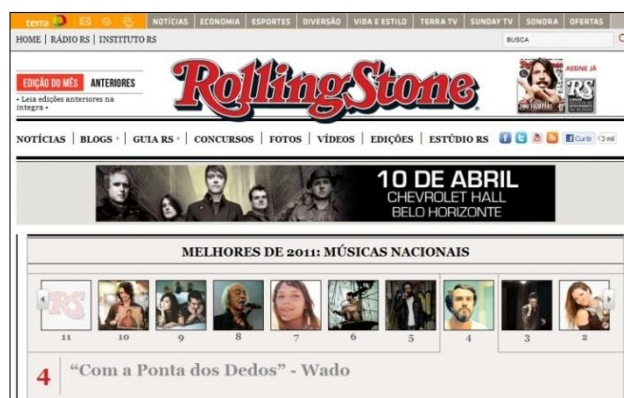 terra NOTÍCIAS ECONOMIA ESPORTES DIVERSÃO VIDA E ESTILO TERRA TV SUNDAY TV SONORA OFERTAS
HOME | RÁDIO RS | INSTITUTO RS BUSCA
EDIÇÃO DO MÊS ANTERIORES
• Leia edições anteriores na
íntegra •
RollingStone
ASSINE JÁ
RS
NOTÍCIAS | BLOGS | GUIA RS | CONCURSOS | FOTOS | VÍDEOS | EDIÇÕES | ESTÚDIO RS Curtir 3 mil
10 DE ABRIL
CHEVROLET HALL
BELO HORIZONTE
MELHORES DE 2011: MÚSICAS NACIONAIS
RS
11 10 9 8 7 6 5 4 3 2
4 "Com a Ponta dos Dedos" - Wado